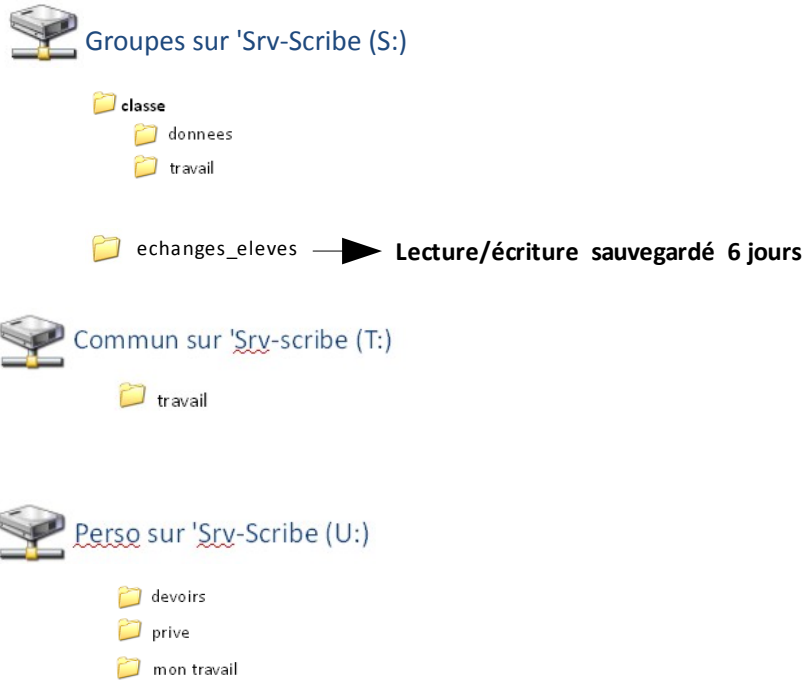 Groupes sur 'Srv-Scribe (S:)
classe
donnees
travail
echanges_eleves Lecture/écriture sauvegardé 6 jours
Commun sur 'Srv-scribe (T:)
travail
Perso sur 'Srv-Scribe (U:)
devoirs
prive
mon travail